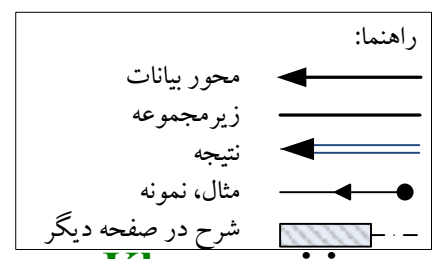 راهنما:
محور بیانات
زیرمجموعه
نتیجه
مثال، نمونه
شرح در صفحه دیگر